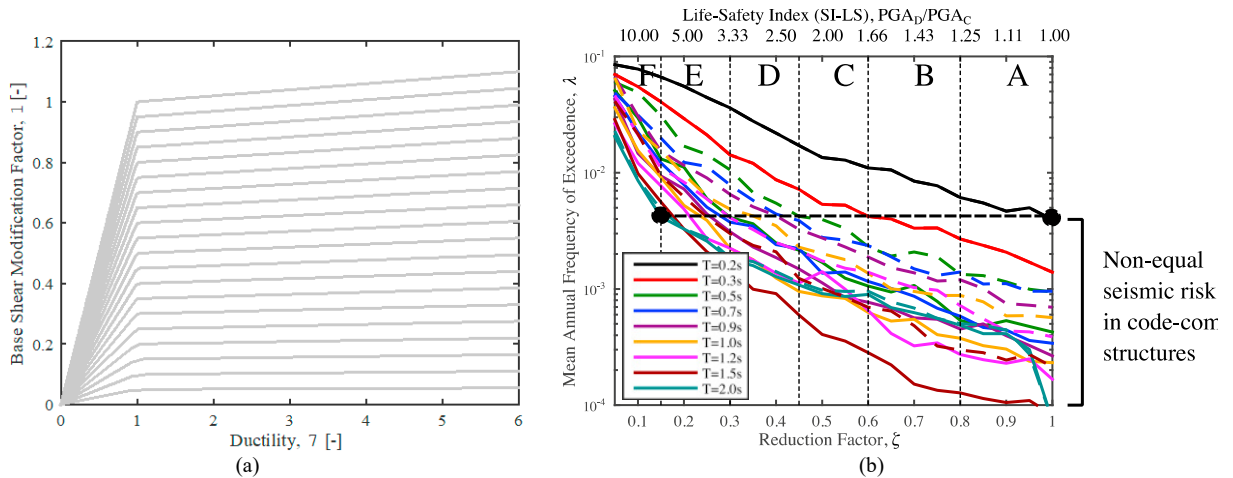 (a)
1.2
1
0.8
0.6
0.4
0.2
0
Base Shear Modification Factor, 1 [-]
0 1 2 3 4 5 6
Ductility, 7 [-]
Life-Safety Index (SI-LS), PGA_D/PGA_C
10.00 5.00 3.33 2.50 2.00 1.66 1.43 1.25 1.11 1.00
(b)
10⁻¹
10⁻²
10⁻³
10⁻⁴
Mean Annual Frequency of Exceedence, λ
F E D C B A
T=0.2s
T=0.3s
T=0.5s
T=0.7s
T=0.9s
T=1.0s
T=1.2s
T=1.5s
T=2.0s
0.1 0.2 0.3 0.4 0.5 0.6 0.7 0.8 0.9 1
Reduction Factor, ζ
Non-equal
seismic risk
in code-com
structures
(a)
(b)